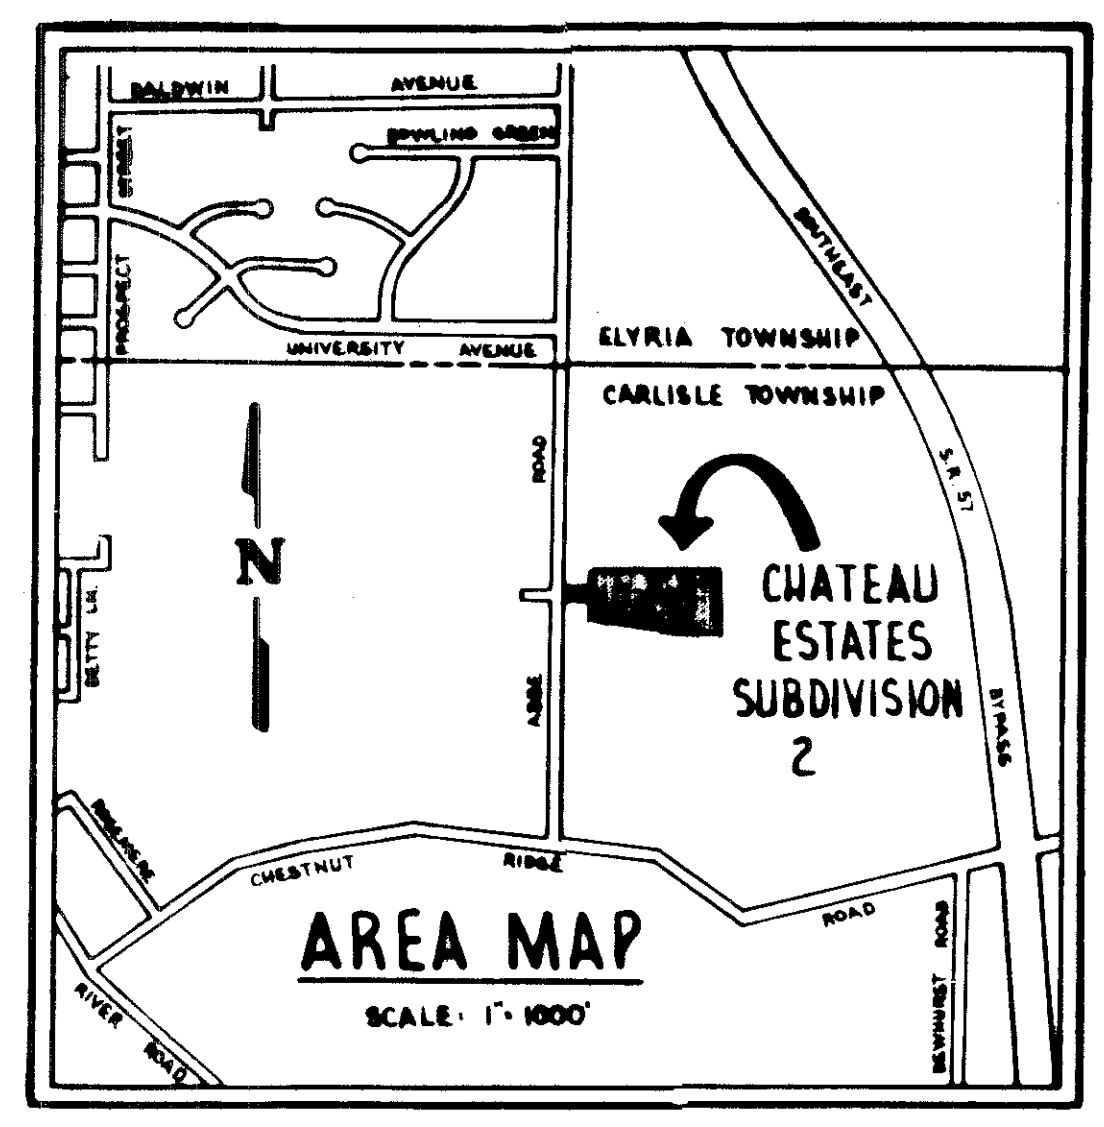 BALDWIN AVENUE
BOWLING GREEN
STREET
PROSPECT
SOUTHEAST
UNIVERSITY AVENUE
ELYRIA TOWNSHIP
CARLISLE TOWNSHIP
ROAD
S.R. 57
N
CHATEAU
ESTATES
SUBDIVISION
2
BETTY LN.
ABBE
BYPASS
RIDGE
CHESTNUT
ROAD
AREA MAP
SCALE: 1" = 1000'
DEWHURST ROAD
RIVER
ROAD